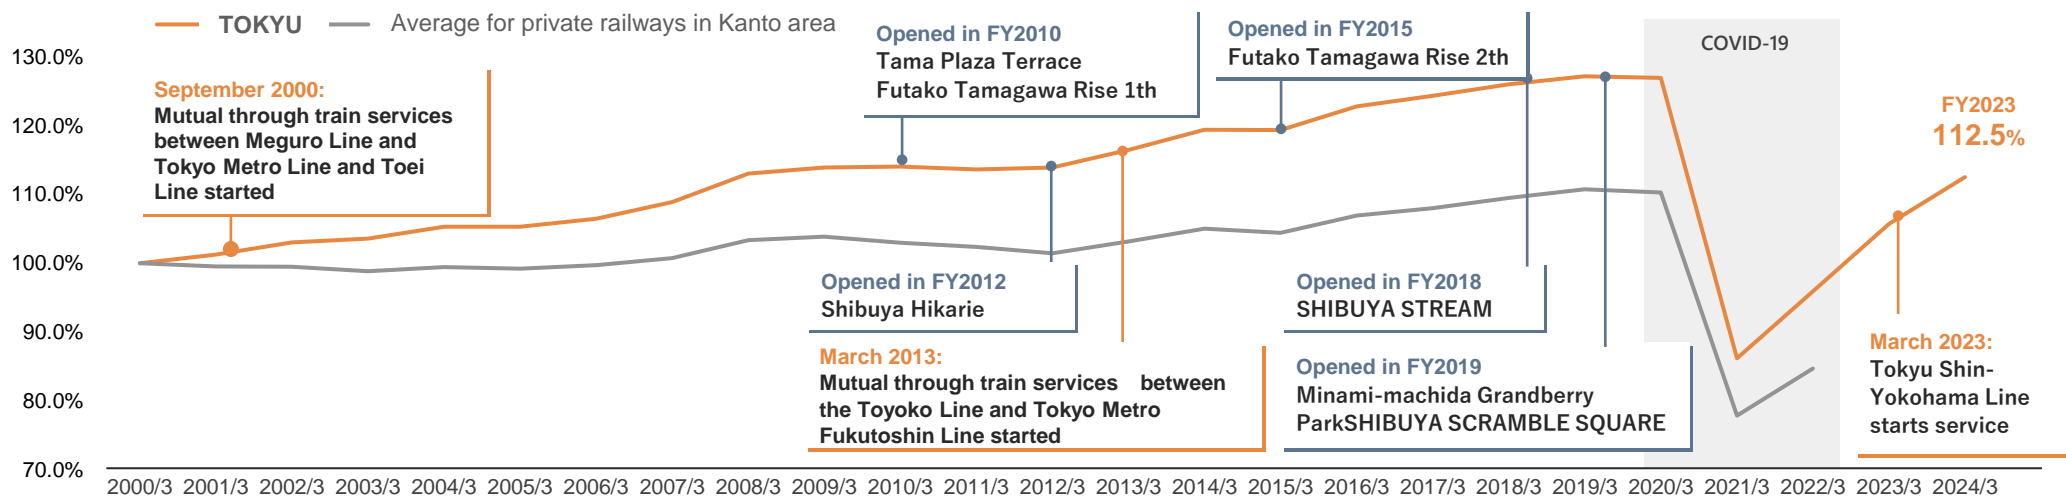 TOKYU
Average for private railways in Kanto area
130.0%
120.0%
110.0%
100.0%
90.0%
80.0%
70.0%
September 2000:
Mutual through train services
between Meguro Line and
Tokyo Metro Line and Toei
Line started
Opened in FY2010
Tama Plaza Terrace
Futako Tamagawa Rise 1th
Opened in FY2015
Futako Tamagawa Rise 2th
COVID-19
FY2023
112.5%
Opened in FY2012
Shibuya Hikarie
March 2013:
Mutual through train services between
the Toyoko Line and Tokyo Metro
Fukutoshin Line started
Opened in FY2018
SHIBUYA STREAM
Opened in FY2019
Minami-machida Grandberry
ParkSHIBUYA SCRAMBLE SQUARE
March 2023:
Tokyu Shin-
Yokohama Line
starts service
2000/3 2001/3 2002/3 2003/3 2004/3 2005/3 2006/3 2007/3 2008/3 2009/3 2010/3 2011/3 2012/3 2013/3 2014/3 2015/3 2016/3 2017/3 2018/3 2019/3 2020/3 2021/3 2022/3 2023/3 2024/3